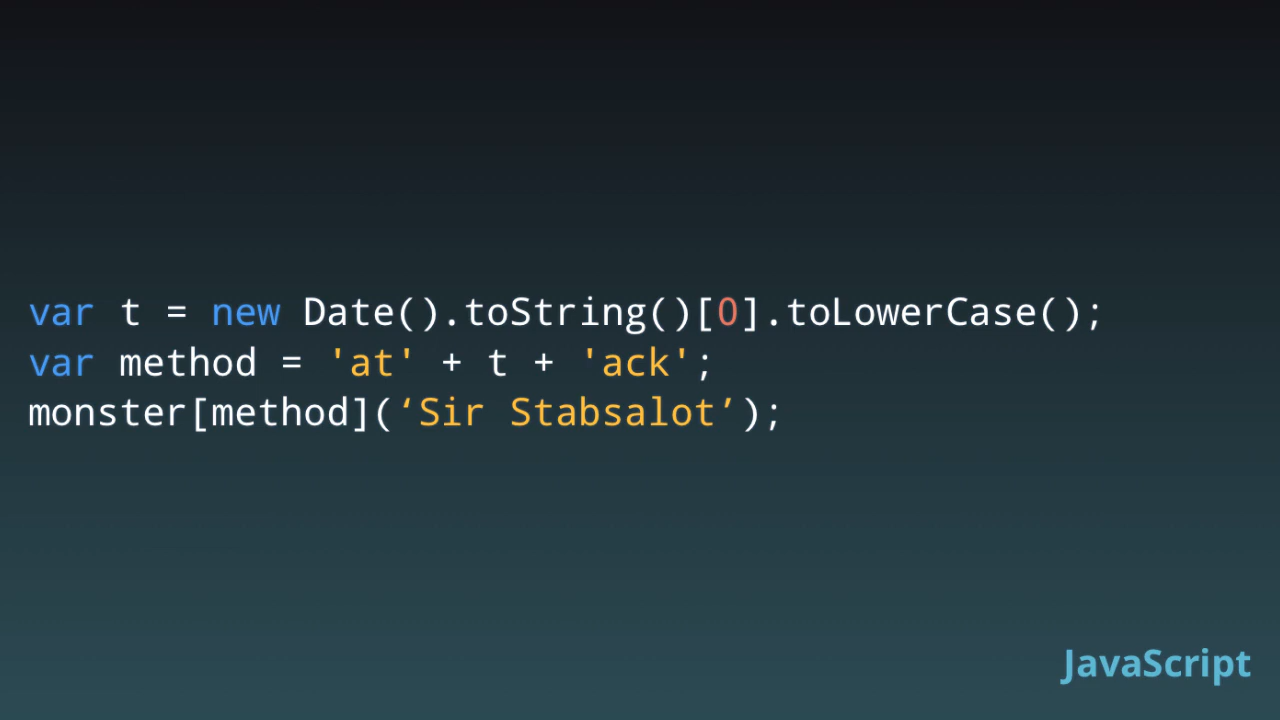 var t = new Date().toString()[0].toLowerCase();
var method = 'at' + t + 'ack';
monster[method](‘Sir Stabsalot’);
JavaScript